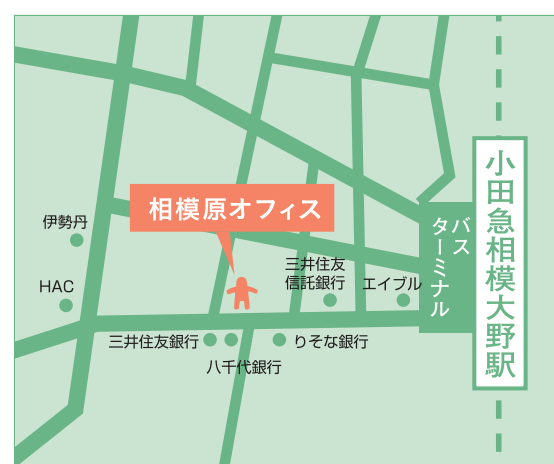 相模原オフィス
小田急相模大野駅
バス
ターミナル
伊勢丹
HAC
三井住友
信託銀行
エイブル
三井住友銀行
りそな銀行
八千代銀行